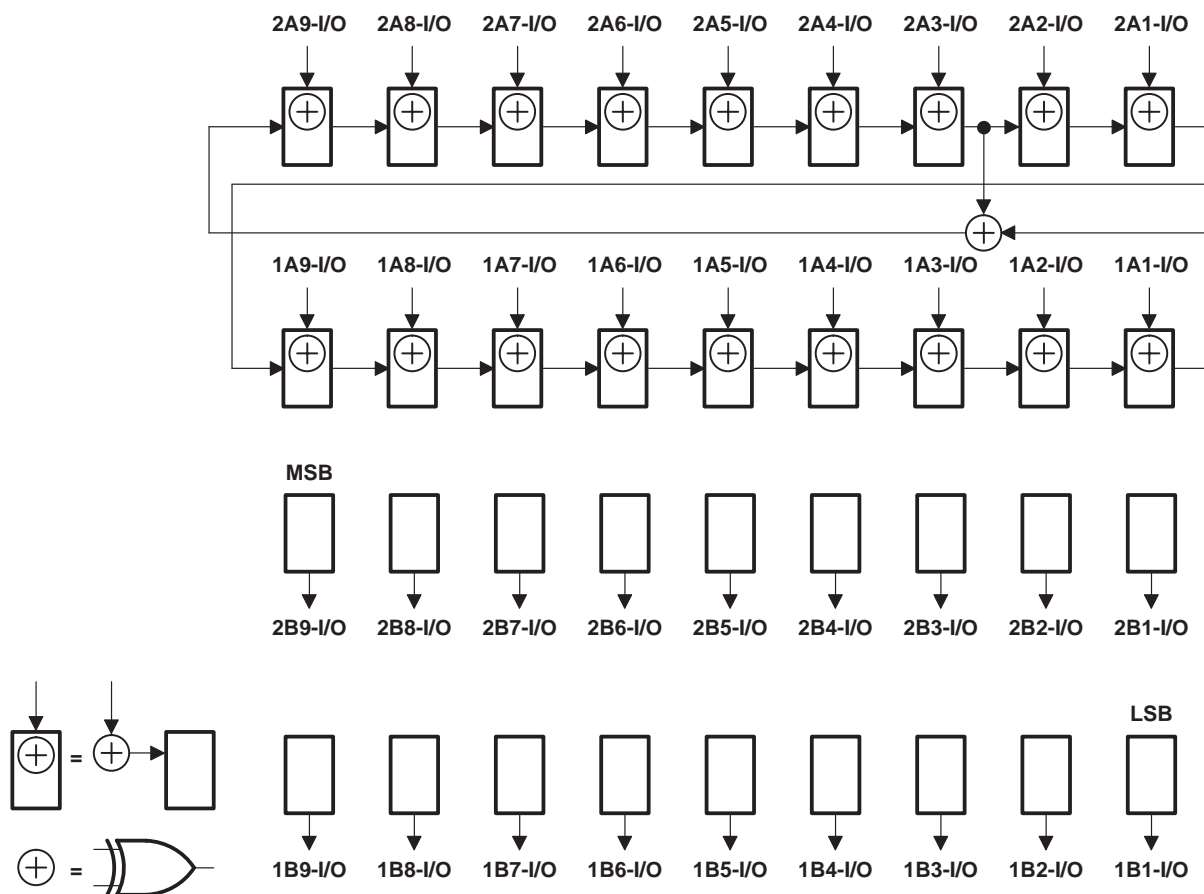 2A9-I/O 2A8-I/O 2A7-I/O 2A6-I/O 2A5-I/O 2A4-I/O 2A3-I/O 2A2-I/O 2A1-I/O
1A9-I/O 1A8-I/O 1A7-I/O 1A6-I/O 1A5-I/O 1A4-I/O 1A3-I/O 1A2-I/O 1A1-I/O
MSB
2B9-I/O 2B8-I/O 2B7-I/O 2B6-I/O 2B5-I/O 2B4-I/O 2B3-I/O 2B2-I/O 2B1-I/O
LSB
=
=
1B9-I/O 1B8-I/O 1B7-I/O 1B6-I/O 1B5-I/O 1B4-I/O 1B3-I/O 1B2-I/O 1B1-I/O